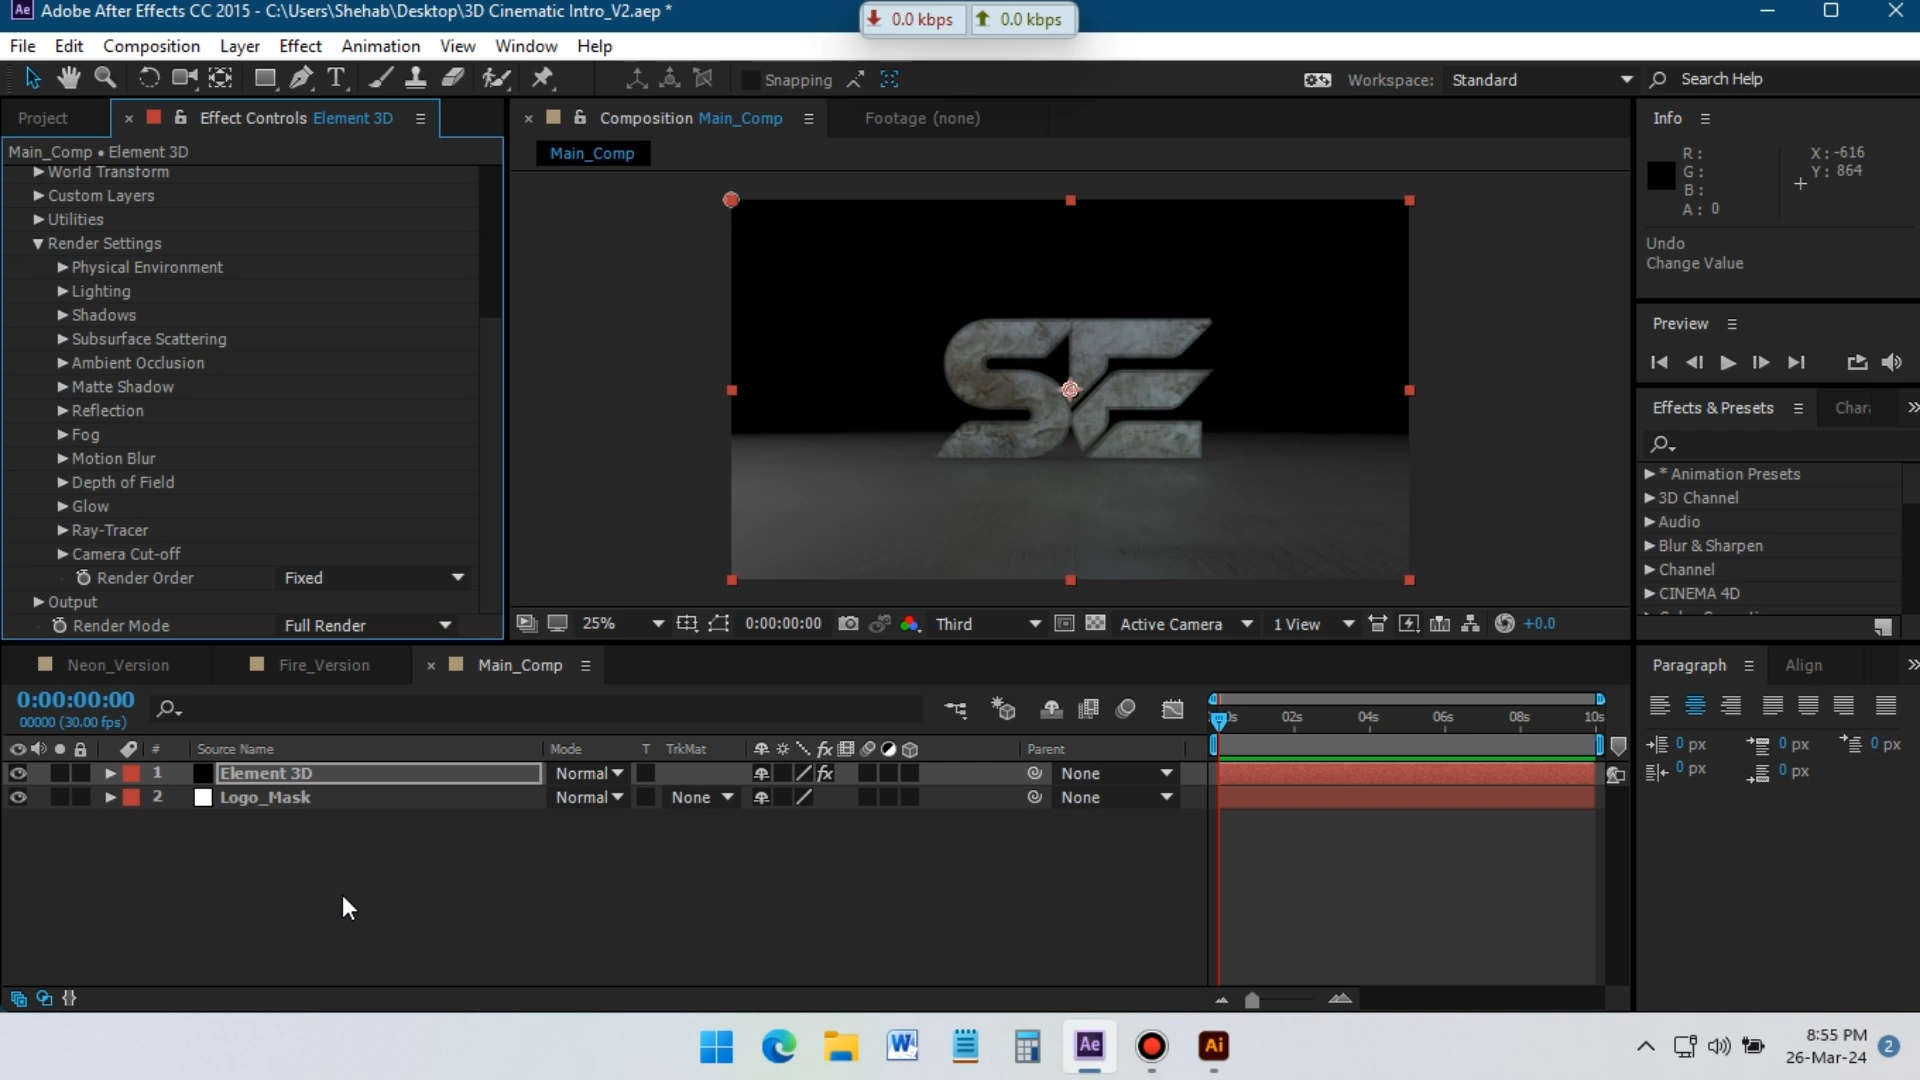 Adobe After Effects CC 2015 - C:\Users\Shehab\Desktop\3D Cinematic Intro_V2.aep *
0.0 kbps 0.0 kbps
File Edit Composition Layer Effect Animation View Window Help
Snapping Workspace: Standard Search Help
Project Effect Controls Element 3D
Main_Comp • Element 3D
World Transform
Custom Layers
Utilities
Render Settings
Physical Environment
Lighting
Shadows
Subsurface Scattering
Ambient Occlusion
Matte Shadow
Reflection
Fog
Motion Blur
Depth of Field
Glow
Ray-Tracer
Camera Cut-off
Render Order Fixed
Output
Render Mode Full Render
Composition Main_Comp Footage (none)
Main_Comp
SE
25% 0:00:00:00 Third Active Camera 1 View +0.0
Info
R: X: -616
G: Y: 864
B:
A: 0
Undo
Change Value
Preview
Effects & Presets Chara
* Animation Presets
3D Channel
Audio
Blur & Sharpen
Channel
CINEMA 4D
Neon_Version Fire_Version Main_Comp
0:00:00:00
00000 (30.00 fps)
02s 04s 06s 08s 10s
# Source Name Mode T TrkMat fx Parent
1 Element 3D Normal fx None
2 Logo_Mask Normal None None
Paragraph Align
0 px 0 px 0 px
0 px 0 px
Ae Ai
8:55 PM
26-Mar-24 2